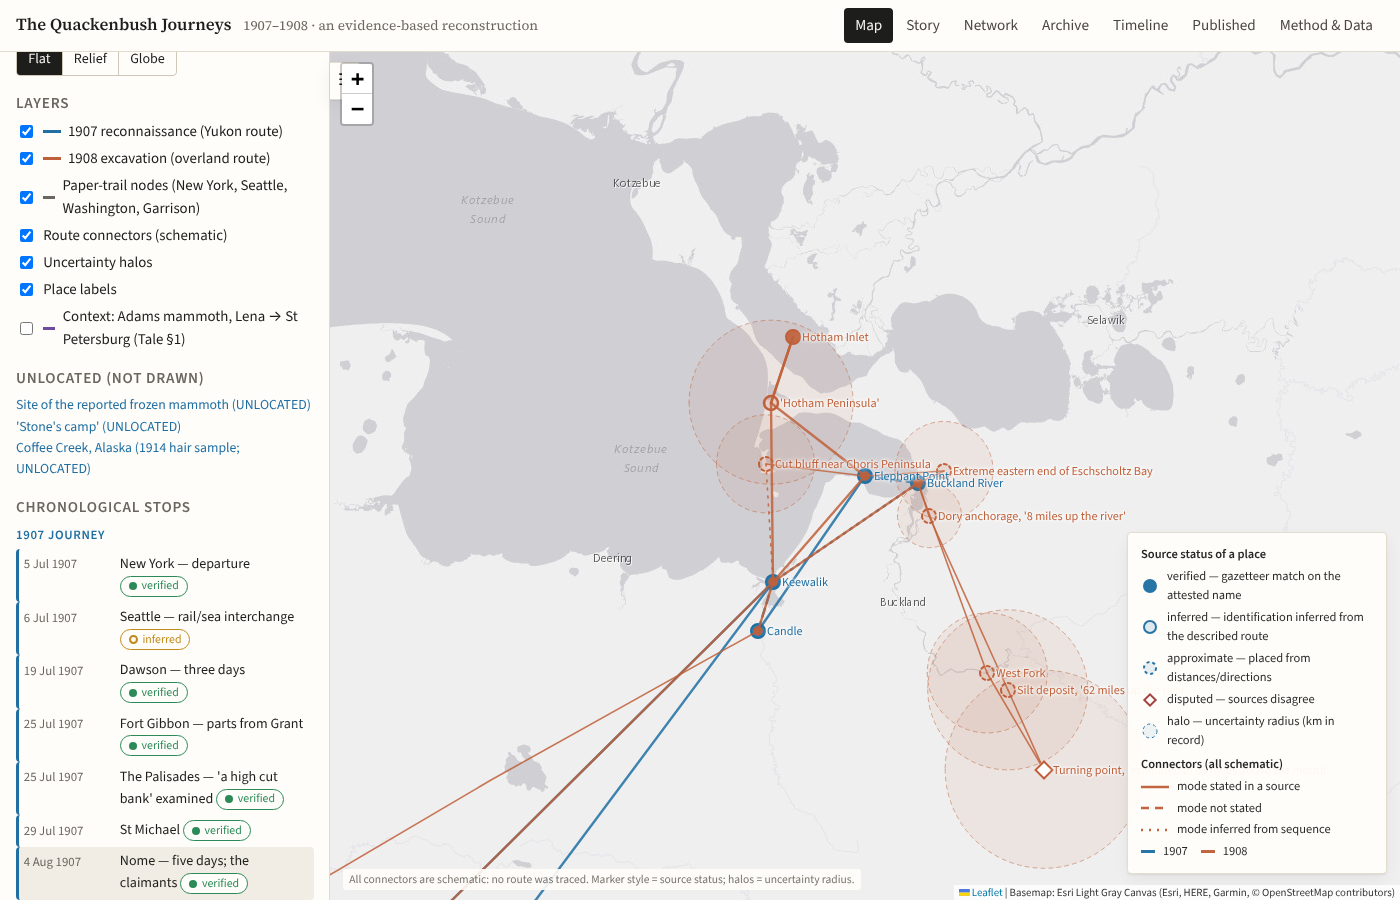 The Quackenbush Journeys 1907–1908 · an evidence-based reconstruction
Map Story Network Archive Timeline Published Method & Data
Flat Relief Globe
LAYERS
1907 reconnaissance (Yukon route)
1908 excavation (overland route)
Paper-trail nodes (New York, Seattle,
Washington, Garrison)
Route connectors (schematic)
Uncertainty halos
Place labels
Context: Adams mammoth, Lena → St
Petersburg (Tale §1)
UNLOCATED (NOT DRAWN)
Site of the reported frozen mammoth (UNLOCATED)
'Stone's camp' (UNLOCATED)
Coffee Creek, Alaska (1914 hair sample;
UNLOCATED)
CHRONOLOGICAL STOPS
1907 JOURNEY
5 Jul 1907 New York — departure
verified
6 Jul 1907 Seattle — rail/sea interchange
inferred
19 Jul 1907 Dawson — three days
verified
25 Jul 1907 Fort Gibbon — parts from Grant
verified
25 Jul 1907 The Palisades — 'a high cut
bank' examined verified
29 Jul 1907 St Michael verified
4 Aug 1907 Nome — five days; the
claimants verified
+
−
Kotzebue
Kotzebue
Sound
Selawik
Hotham Inlet
'Hotham Peninsula'
Kotzebue
Sound
Cut bluff near Choris Peninsula
Extreme eastern end of Eschscholtz Bay
Elephant Point
Buckland River
Dory anchorage, '8 miles up the river'
Deering
Keewalik
Buckland
Candle
West Fork
Silt deposit, '62 miles
Turning point,
Source status of a place
verified — gazetteer match on the
attested name
inferred — identification inferred from
the described route
approximate — placed from
distances/directions
disputed — sources disagree
halo — uncertainty radius (km in
record)
Connectors (all schematic)
mode stated in a source
mode not stated
mode inferred from sequence
1907 1908
All connectors are schematic: no route was traced. Marker style = source status; halos = uncertainty radius.
Leaflet | Basemap: Esri Light Gray Canvas (Esri, HERE, Garmin, © OpenStreetMap contributors)